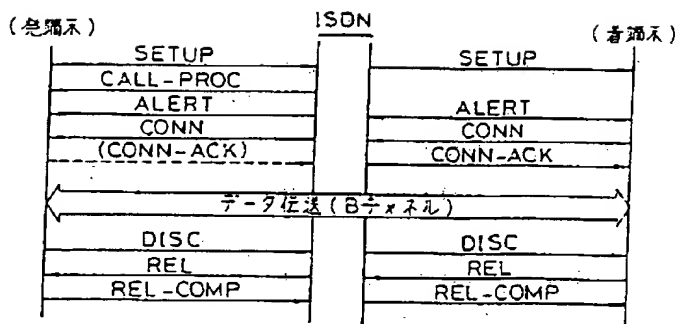 (発端末)
ISDN
(着端末)
SETUP
SETUP
CALL-PROC
ALERT
ALERT
CONN
CONN
(CONN-ACK)
CONN-ACK
データ伝送(Bチャネル)
DISC
DISC
REL
REL
REL-COMP
REL-COMP